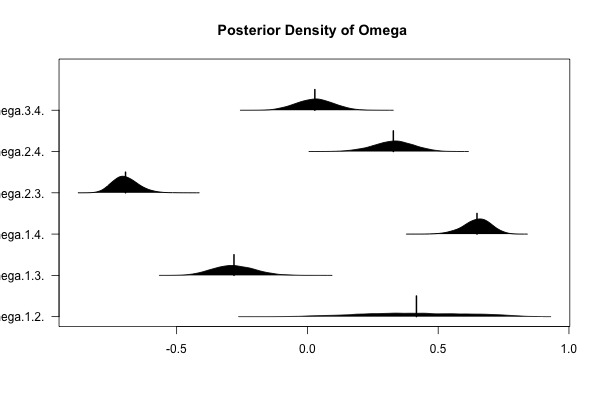 Posterior Density of Omega
ega.3.4.
ega.2.4.
ega.2.3.
ega.1.4.
ega.1.3.
ega.1.2.
-0.5 0.0 0.5 1.0